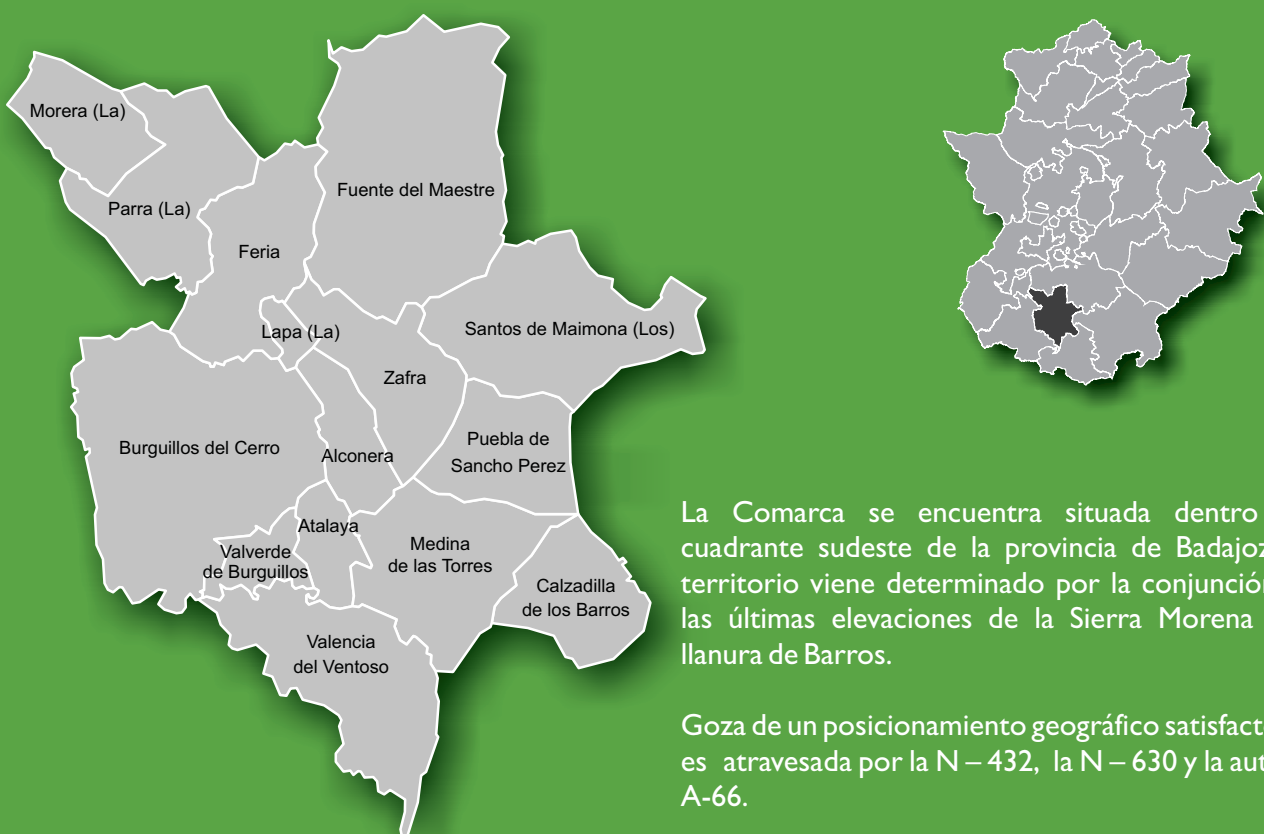 Morera (La)
Parra (La)
Fuente del Maestre
Feria
Lapa (La)
Santos de Maimona (Los)
Zafra
Burguillos del Cerro
Alconera
Puebla de
Sancho Perez
Atalaya
Valverde
de Burguillos
Medina
de las Torres
Calzadilla
de los Barros
Valencia
del Ventoso
La Comarca se encuentra situada dentro
cuadrante sudeste de la provincia de Badajoz
territorio viene determinado por la conjunción
las últimas elevaciones de la Sierra Morena
llanura de Barros.
Goza de un posicionamiento geográfico satisfact
es atravesada por la N – 432, la N – 630 y la aut
A-66.